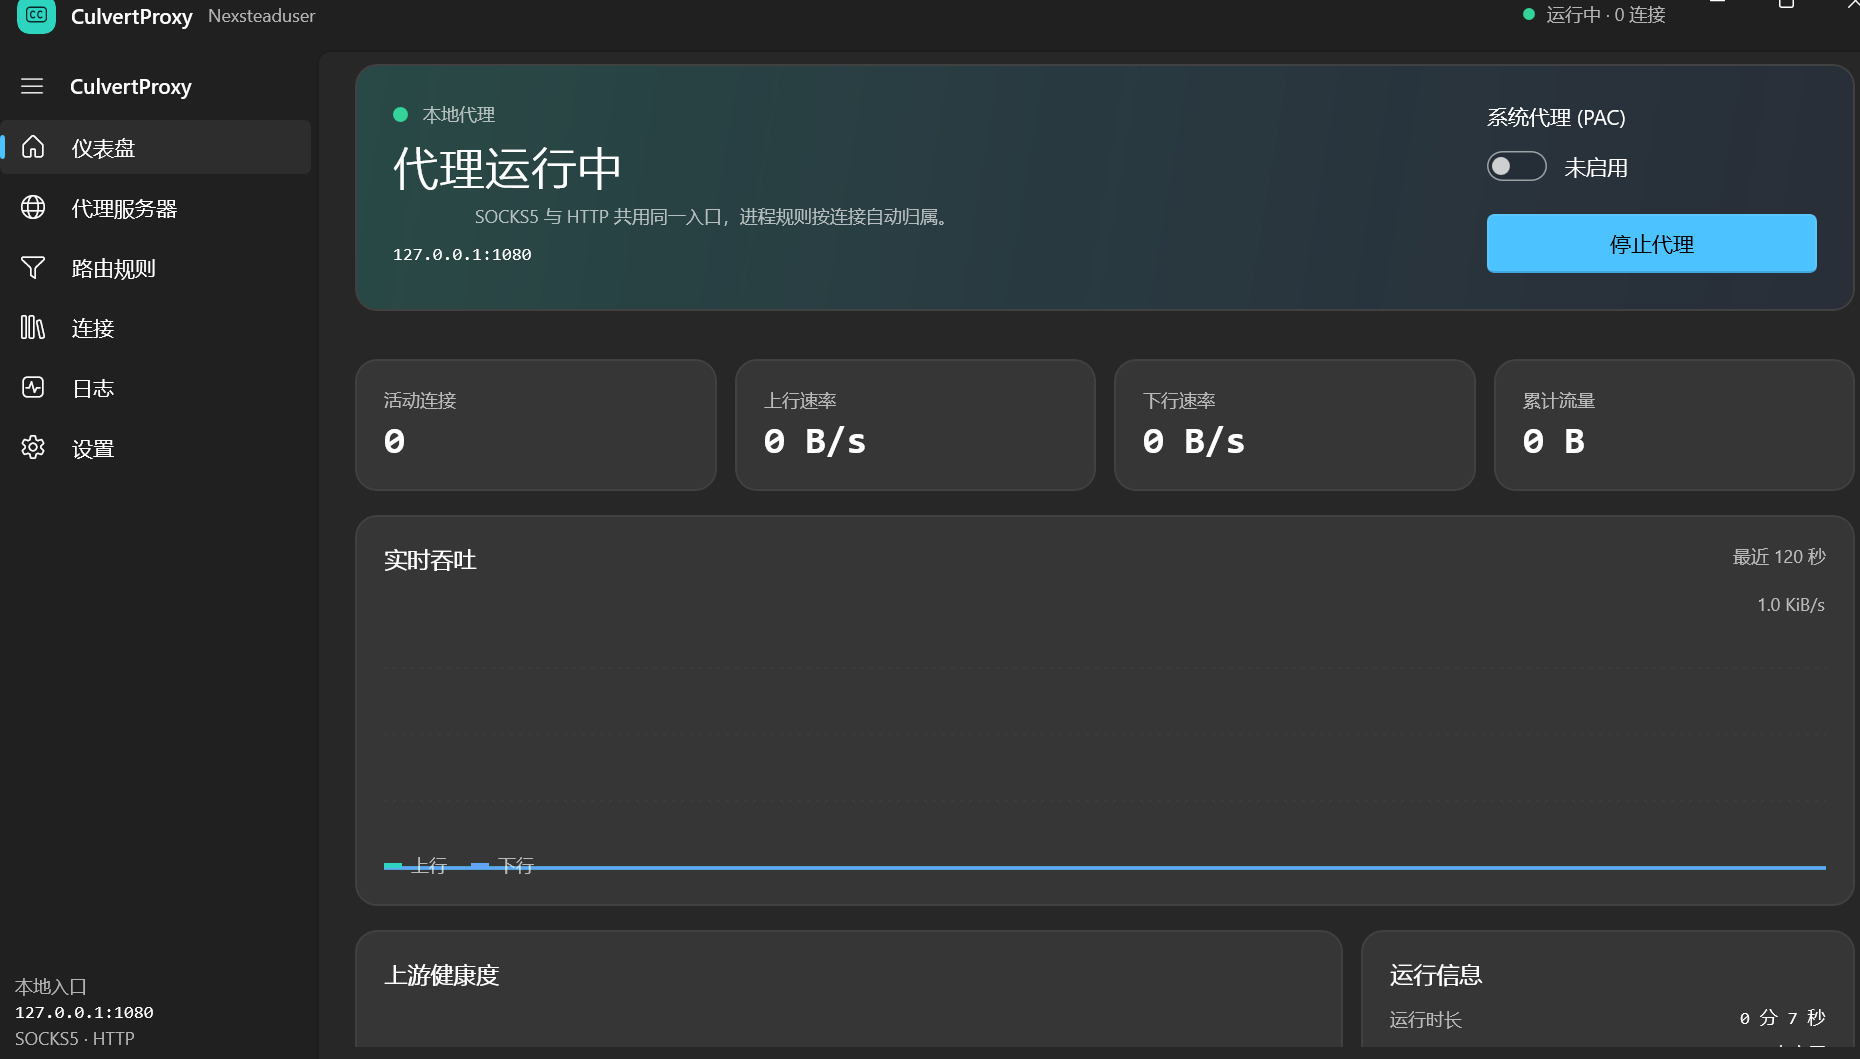 CulvertProxy Nexsteaduser
运行中 · 0 连接
CulvertProxy
仪表盘
代理服务器
路由规则
连接
日志
设置
本地入口
127.0.0.1:1080
SOCKS5 · HTTP
本地代理
代理运行中
SOCKS5 与 HTTP 共用同一入口，进程规则按连接自动归属。
127.0.0.1:1080
系统代理 (PAC)
未启用
停止代理
活动连接
0
上行速率
0 B/s
下行速率
0 B/s
累计流量
0 B
实时吞吐
最近 120 秒
1.0 KiB/s
上行 下行
上游健康度
运行信息
运行时长 0 分 7 秒